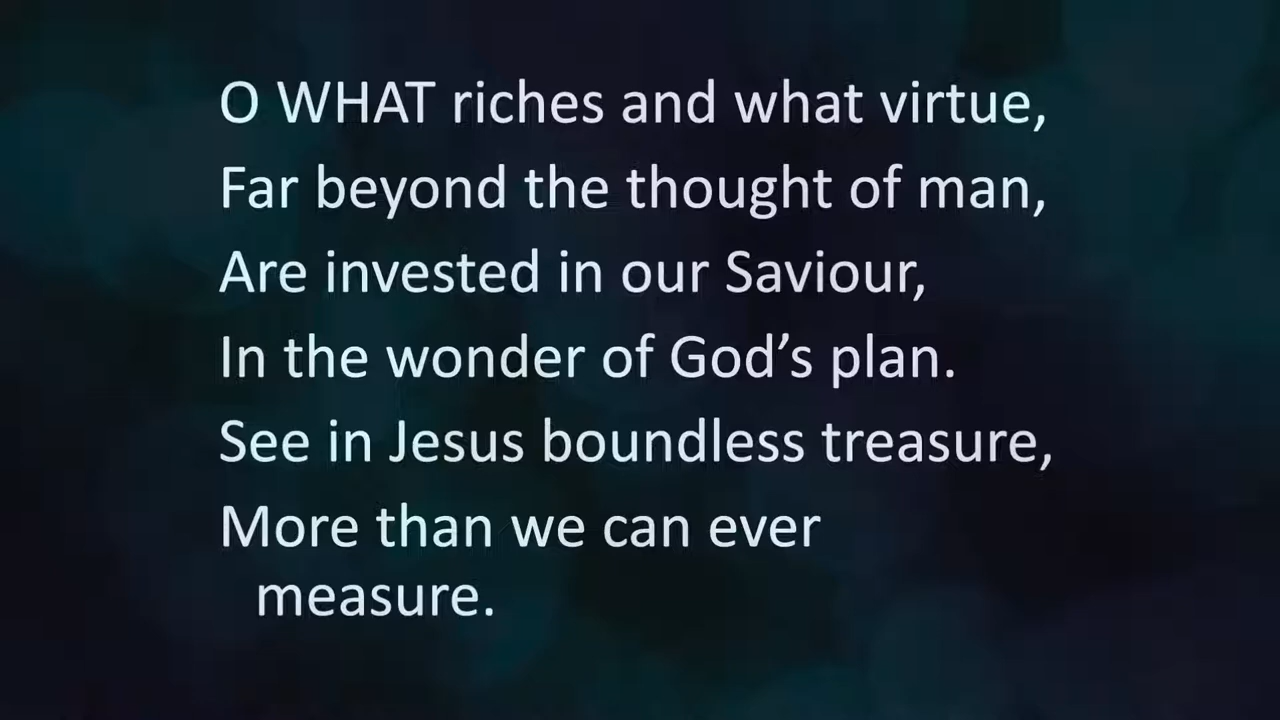 O WHAT riches and what virtue,
Far beyond the thought of man,
Are invested in our Saviour,
In the wonder of God’s plan.
See in Jesus boundless treasure,
More than we can ever
measure.